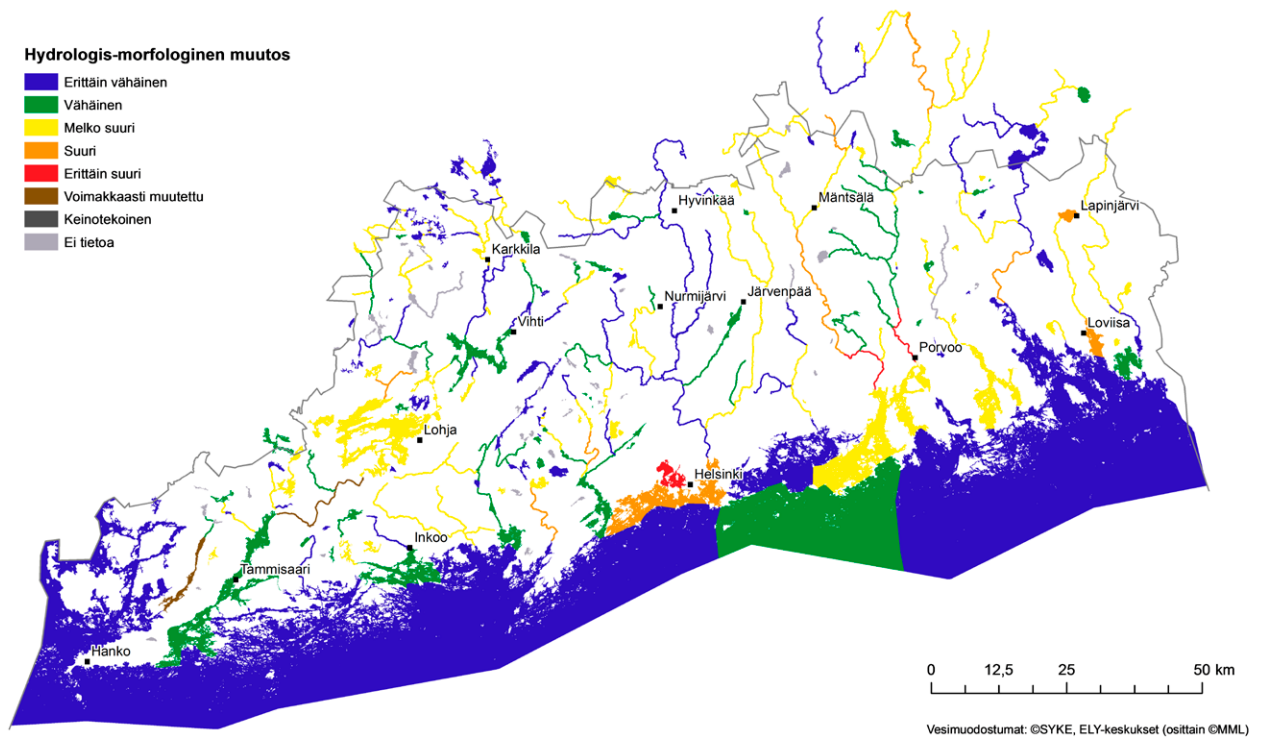 Hydrologis-morfologinen muutos
Erittäin vähäinen
Vähäinen
Melko suuri
Suuri
Erittäin suuri
Voimakkaasti muutettu
Keinotekoinen
Ei tietoa
Hyvinkää
Mäntsälä
Lapinjärvi
Karkkila
Nurmijärvi
Järvenpää
Vihti
Loviisa
Porvoo
Lohja
Helsinki
Inkoo
Tammisaari
Hanko
0 12,5 25 50 km
Vesimuodostumat: ©SYKE, ELY-keskukset (osittain ©MML)